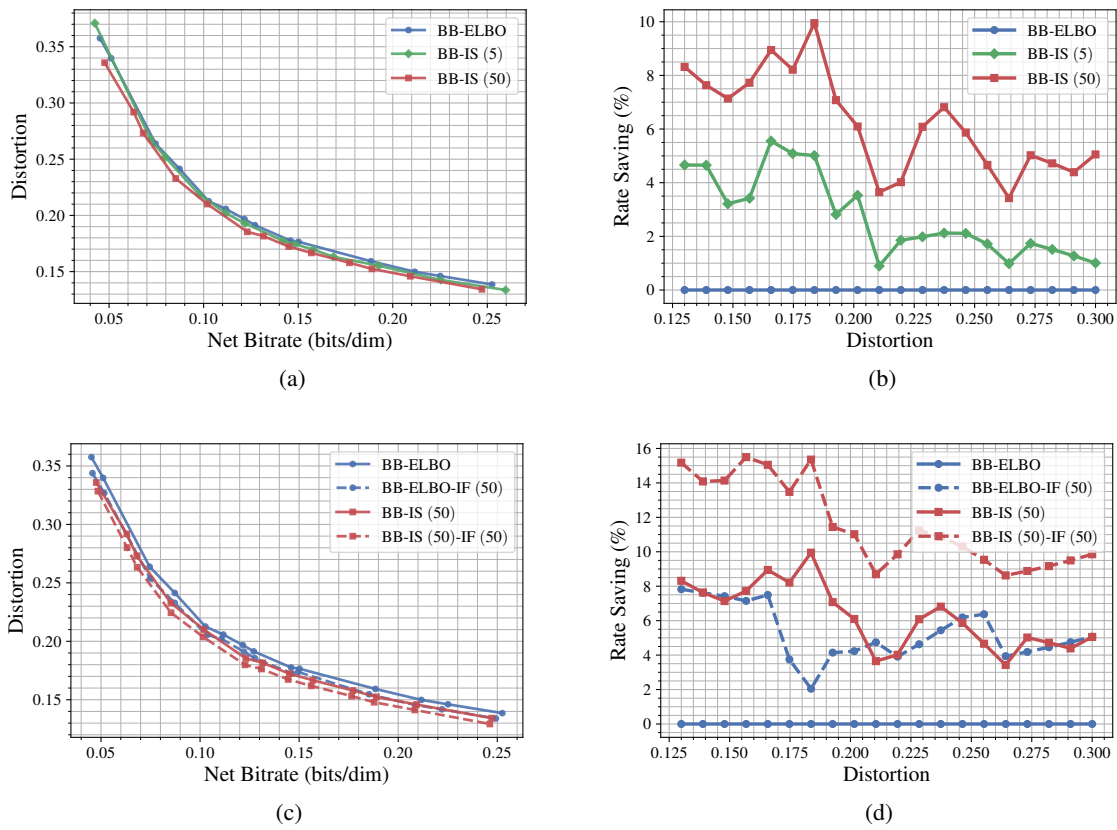 Distortion
0.35
0.30
0.25
0.20
0.15
0.05
0.10
0.15
0.20
0.25
Net Bitrate (bits/dim)
BB-ELBO
BB-IS (5)
BB-IS (50)
(a)
Rate Saving (%)
10
8
6
4
2
0
0.125
0.150
0.175
0.200
0.225
0.250
0.275
0.300
Distortion
BB-ELBO
BB-IS (5)
BB-IS (50)
(b)
Distortion
0.35
0.30
0.25
0.20
0.15
0.05
0.10
0.15
0.20
0.25
Net Bitrate (bits/dim)
BB-ELBO
BB-ELBO-IF (50)
BB-IS (50)
BB-IS (50)-IF (50)
(c)
Rate Saving (%)
16
14
12
10
8
6
4
2
0
0.125
0.150
0.175
0.200
0.225
0.250
0.275
0.300
Distortion
BB-ELBO
BB-ELBO-IF (50)
BB-IS (50)
BB-IS (50)-IF (50)
(d)